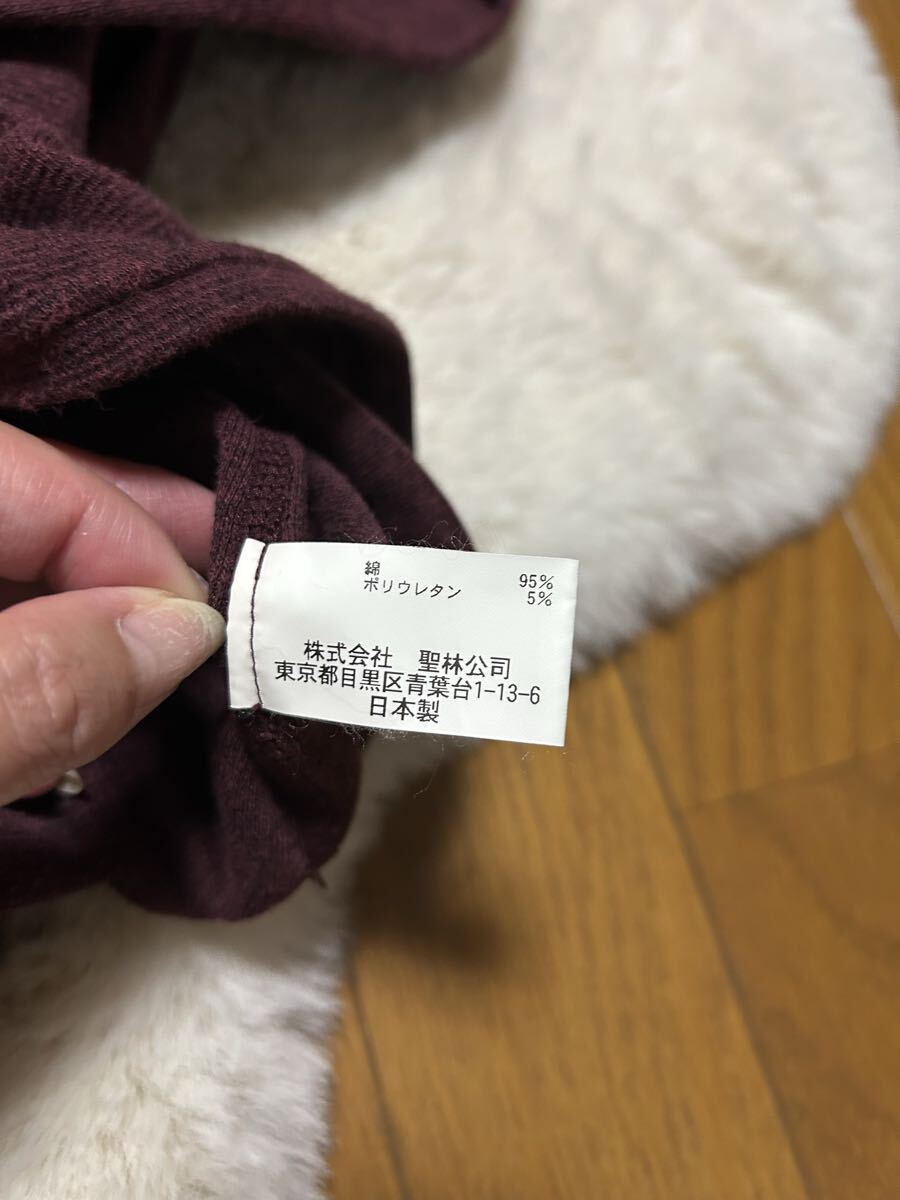 綿 95%
ポリウレタン 5%
株式会社 聖林公司
東京都目黒区青葉台1-13-6
日本製